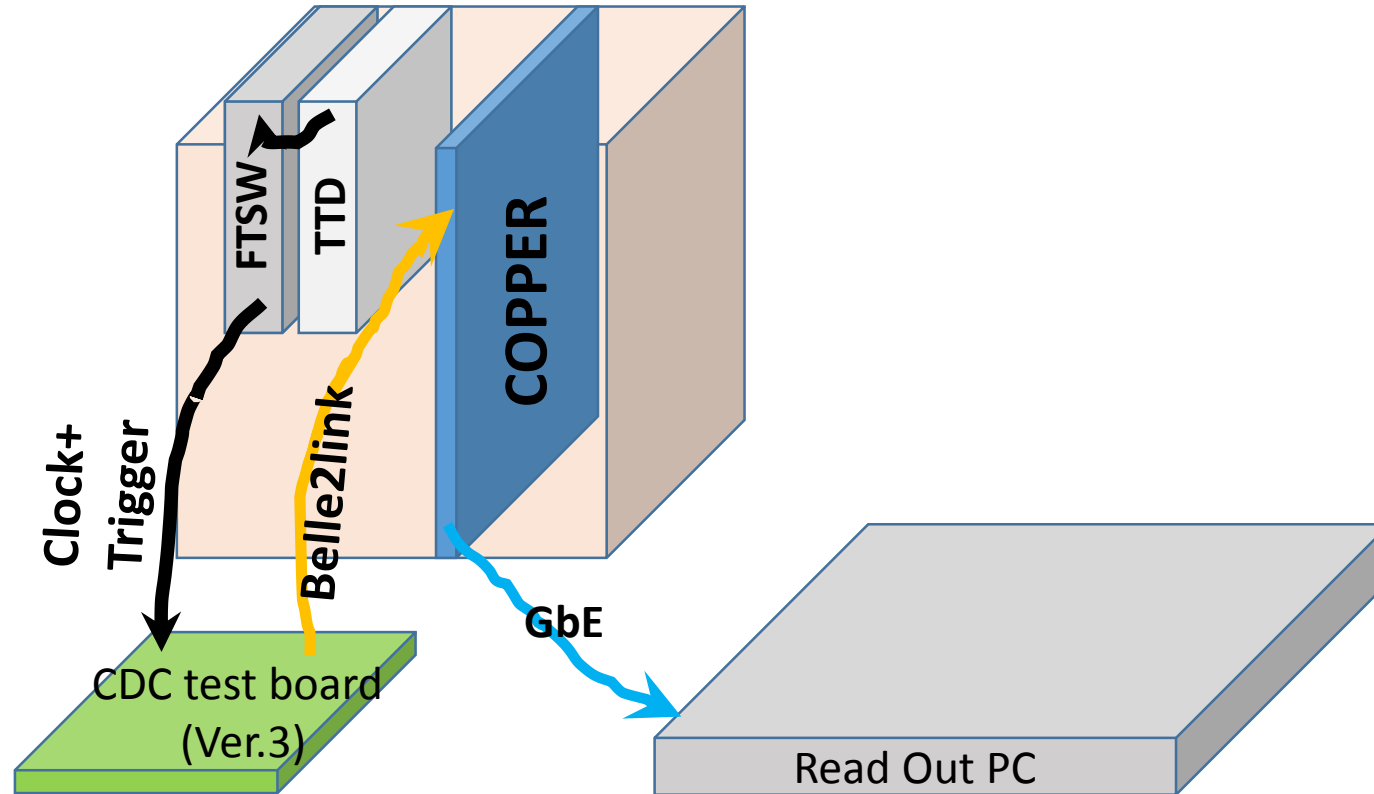 FTSW
TTD
COPPER
Clock+
Trigger
Belle2link
GbE
CDC test board
(Ver.3)
Read Out PC